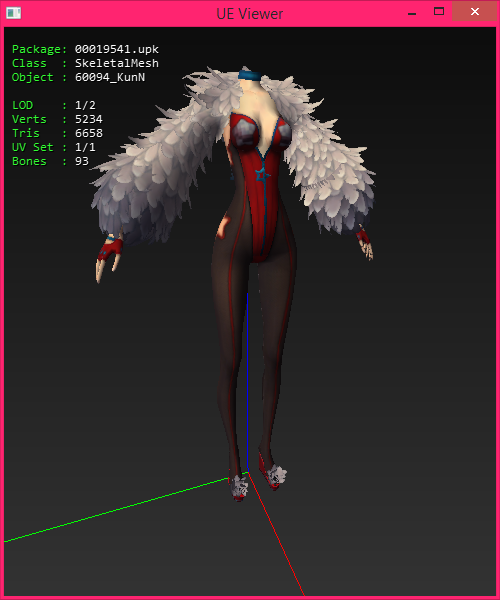 UE Viewer
Package: 00019541.upk
Class : SkeletalMesh
Object : 60094_KunN
LOD : 1/2
Verts : 5234
Tris : 6658
UV Set : 1/1
Bones : 93